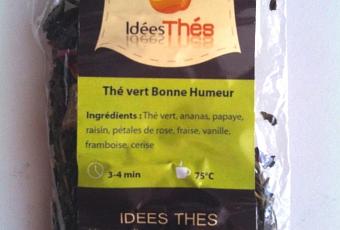 IdéesThés
Thé vert Bonne Humeur
Ingrédients : Thé vert, ananas, papaye,
raisin, pétales de rose, fraise, vanille,
framboise, cerise
3-4 min 75°C
IDEES THES